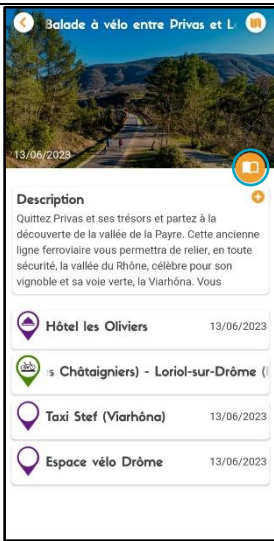 Balade à vélo entre Privas et L
13/06/2023
Description
Quittez Privas et ses trésors et partez à la
découverte de la vallée de la Payre. Cette ancienne
ligne ferroviaire vous permettra de relier, en toute
sécurité, la vallée du Rhône, célèbre pour son
vignoble et sa voie verte, la Viarhôna. Vous
Hôtel les Oliviers 13/06/2023
s Châtaigniers) - Loriol-sur-Drôme (
Taxi Stef (Viarhôna) 13/06/2023
Espace vélo Drôme 13/06/2023